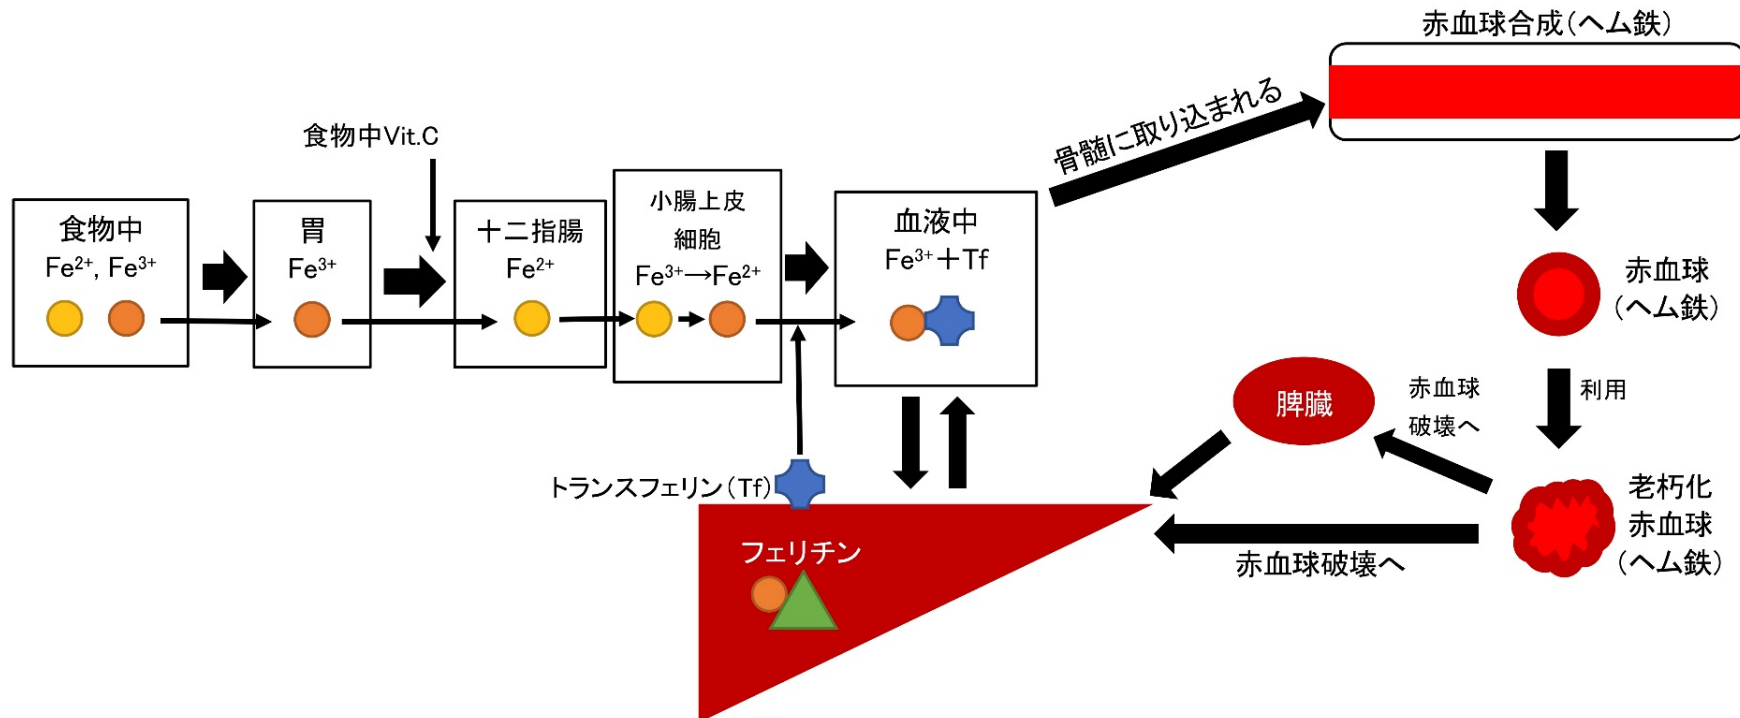 赤血球合成(ヘム鉄)
骨髄に取り込まれる
食物中Vit.C
食物中
Fe²⁺, Fe³⁺
胃
Fe³⁺
十二指腸
Fe²⁺
小腸上皮
細胞
Fe³⁺→Fe²⁺
血液中
Fe³⁺+Tf
赤血球
(ヘム鉄)
利用
脾臓
赤血球
破壊へ
老朽化
赤血球
(ヘム鉄)
赤血球破壊へ
トランスフェリン(Tf)
フェリチン